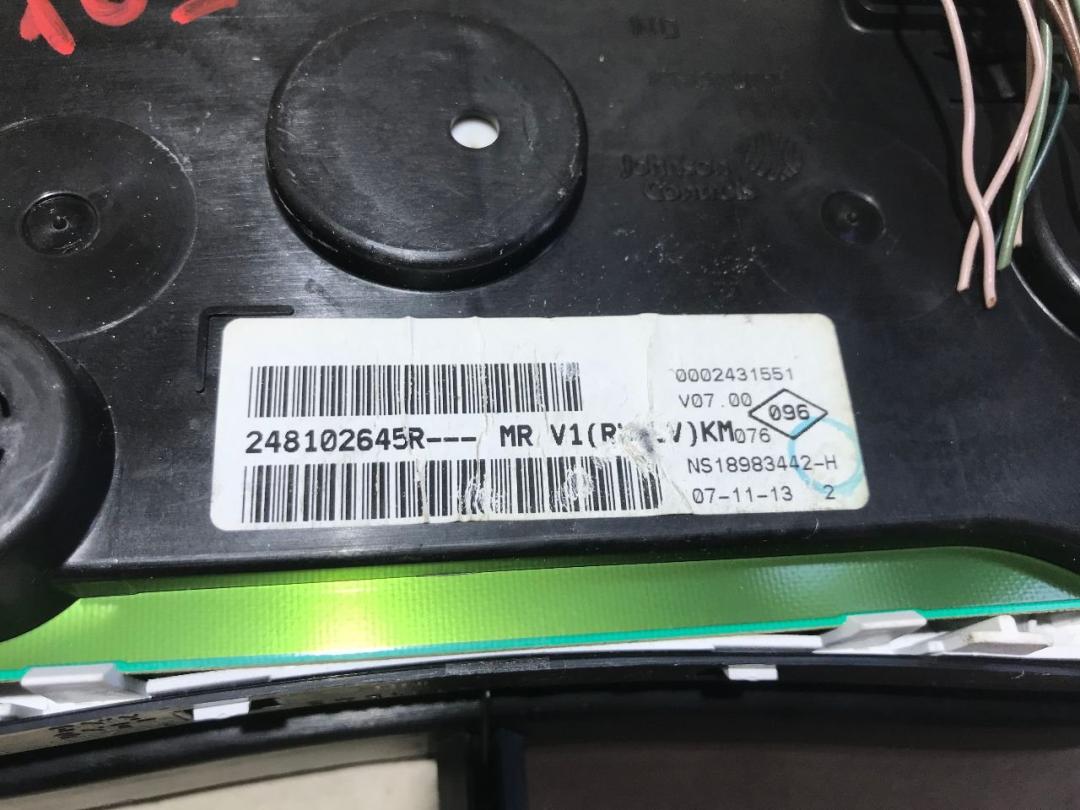 Johnson
Controls
0002431551
V07.00
096
248102645R--- MR V1( )KM
076
NS18983442-H
07-11-13 2